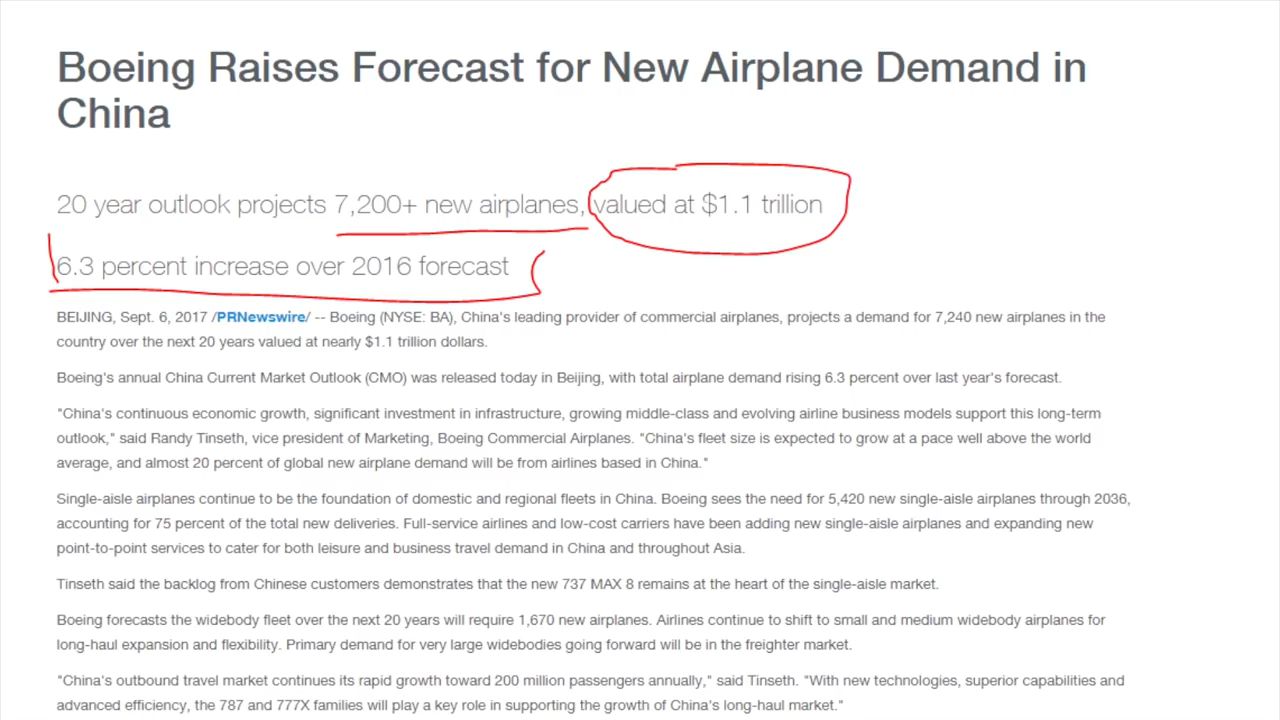 Boeing Raises Forecast for New Airplane Demand in
China
20 year outlook projects 7,200+ new airplanes, valued at $1.1 trillion
6.3 percent increase over 2016 forecast
BEIJING, Sept. 6, 2017 /PRNewswire/ -- Boeing (NYSE: BA), China's leading provider of commercial airplanes, projects a demand for 7,240 new airplanes in the
country over the next 20 years valued at nearly $1.1 trillion dollars.
Boeing's annual China Current Market Outlook (CMO) was released today in Beijing, with total airplane demand rising 6.3 percent over last year's forecast.
"China's continuous economic growth, significant investment in infrastructure, growing middle-class and evolving airline business models support this long-term
outlook," said Randy Tinseth, vice president of Marketing, Boeing Commercial Airplanes. "China's fleet size is expected to grow at a pace well above the world
average, and almost 20 percent of global new airplane demand will be from airlines based in China."
Single-aisle airplanes continue to be the foundation of domestic and regional fleets in China. Boeing sees the need for 5,420 new single-aisle airplanes through 2036,
accounting for 75 percent of the total new deliveries. Full-service airlines and low-cost carriers have been adding new single-aisle airplanes and expanding new
point-to-point services to cater for both leisure and business travel demand in China and throughout Asia.
Tinseth said the backlog from Chinese customers demonstrates that the new 737 MAX 8 remains at the heart of the single-aisle market.
Boeing forecasts the widebody fleet over the next 20 years will require 1,670 new airplanes. Airlines continue to shift to small and medium widebody airplanes for
long-haul expansion and flexibility. Primary demand for very large widebodies going forward will be in the freighter market.
"China's outbound travel market continues its rapid growth toward 200 million passengers annually," said Tinseth. "With new technologies, superior capabilities and
advanced efficiency, the 787 and 777X families will play a key role in supporting the growth of China's long-haul market."